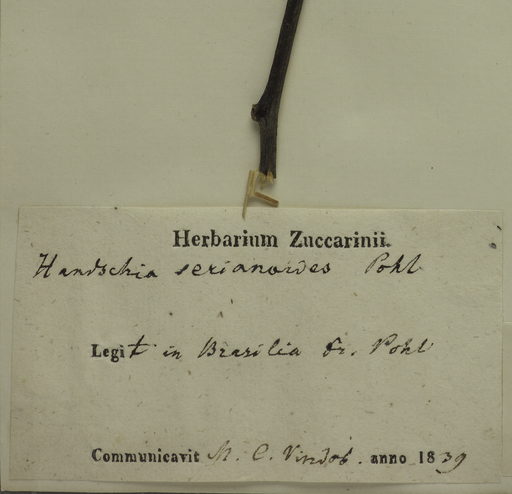 Herbarium Zuccarinii.
Handschia serianoides Pohl
Legit in Brasilia Dr. Pohl
Communicavit M. C. Vindob. anno 1839